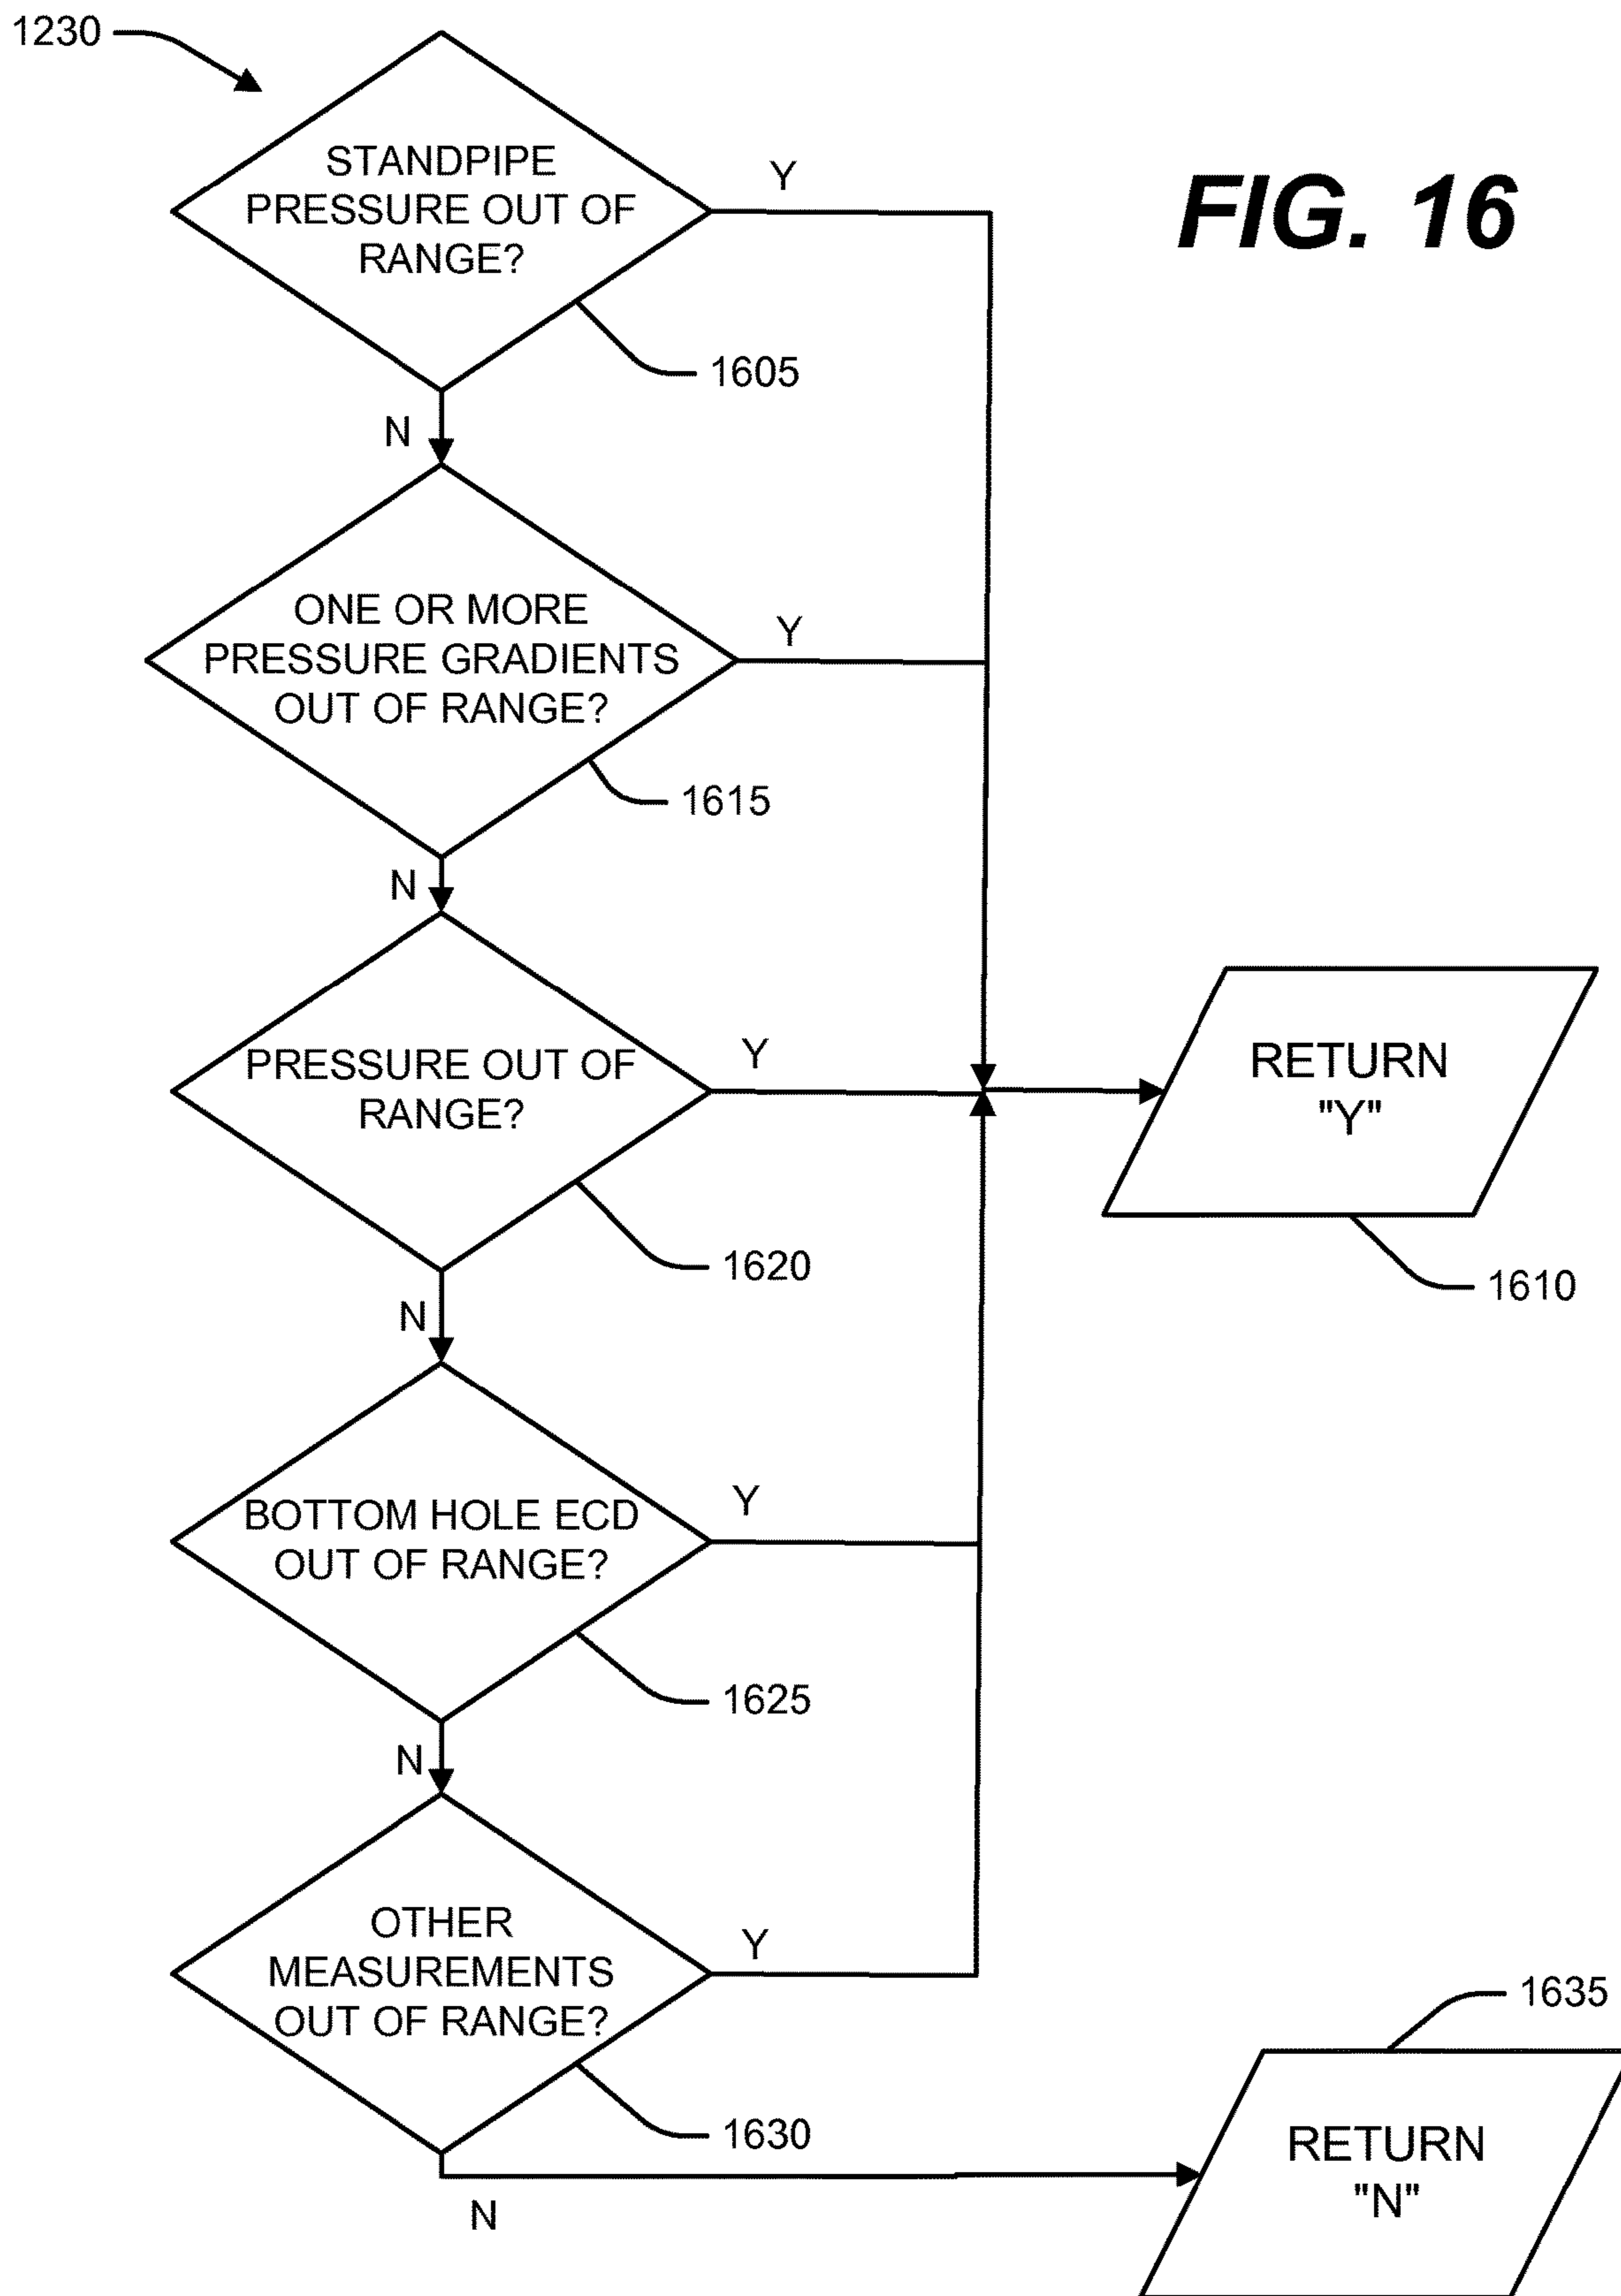 1230
FIG. 16
STANDPIPE
PRESSURE OUT OF
RANGE?
Y
1605
N
ONE OR MORE
PRESSURE GRADIENTS
OUT OF RANGE?
Y
1615
N
PRESSURE OUT OF
RANGE?
Y
RETURN
"Y"
1620
1610
N
BOTTOM HOLE ECD
OUT OF RANGE?
Y
1625
N
OTHER
MEASUREMENTS
OUT OF RANGE?
Y
1630
N
1635
RETURN
"N"